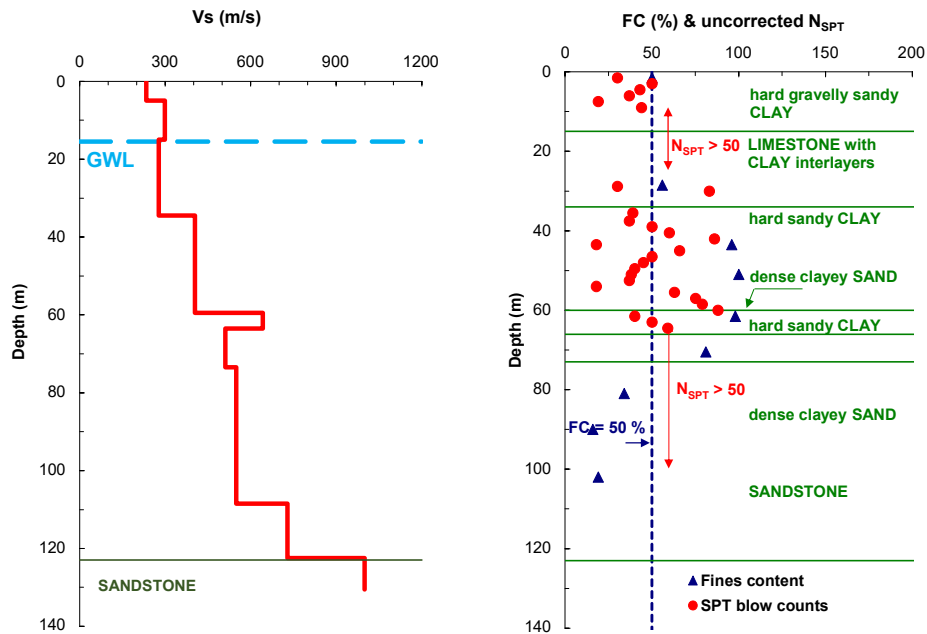 Vs (m/s)
0 300 600 900 1200
0
20
40
60
80
100
120
140
Depth (m)
GWL
SANDSTONE
FC (%) & uncorrected NSPT
0 50 100 150 200
0
20
40
60
80
100
120
140
Depth (m)
hard gravelly sandy
CLAY
NSPT > 50
LIMESTONE with
CLAY interlayers
hard sandy CLAY
dense clayey SAND
hard sandy CLAY
NSPT > 50
dense clayey SAND
FC = 50 %
SANDSTONE
Fines content
SPT blow counts